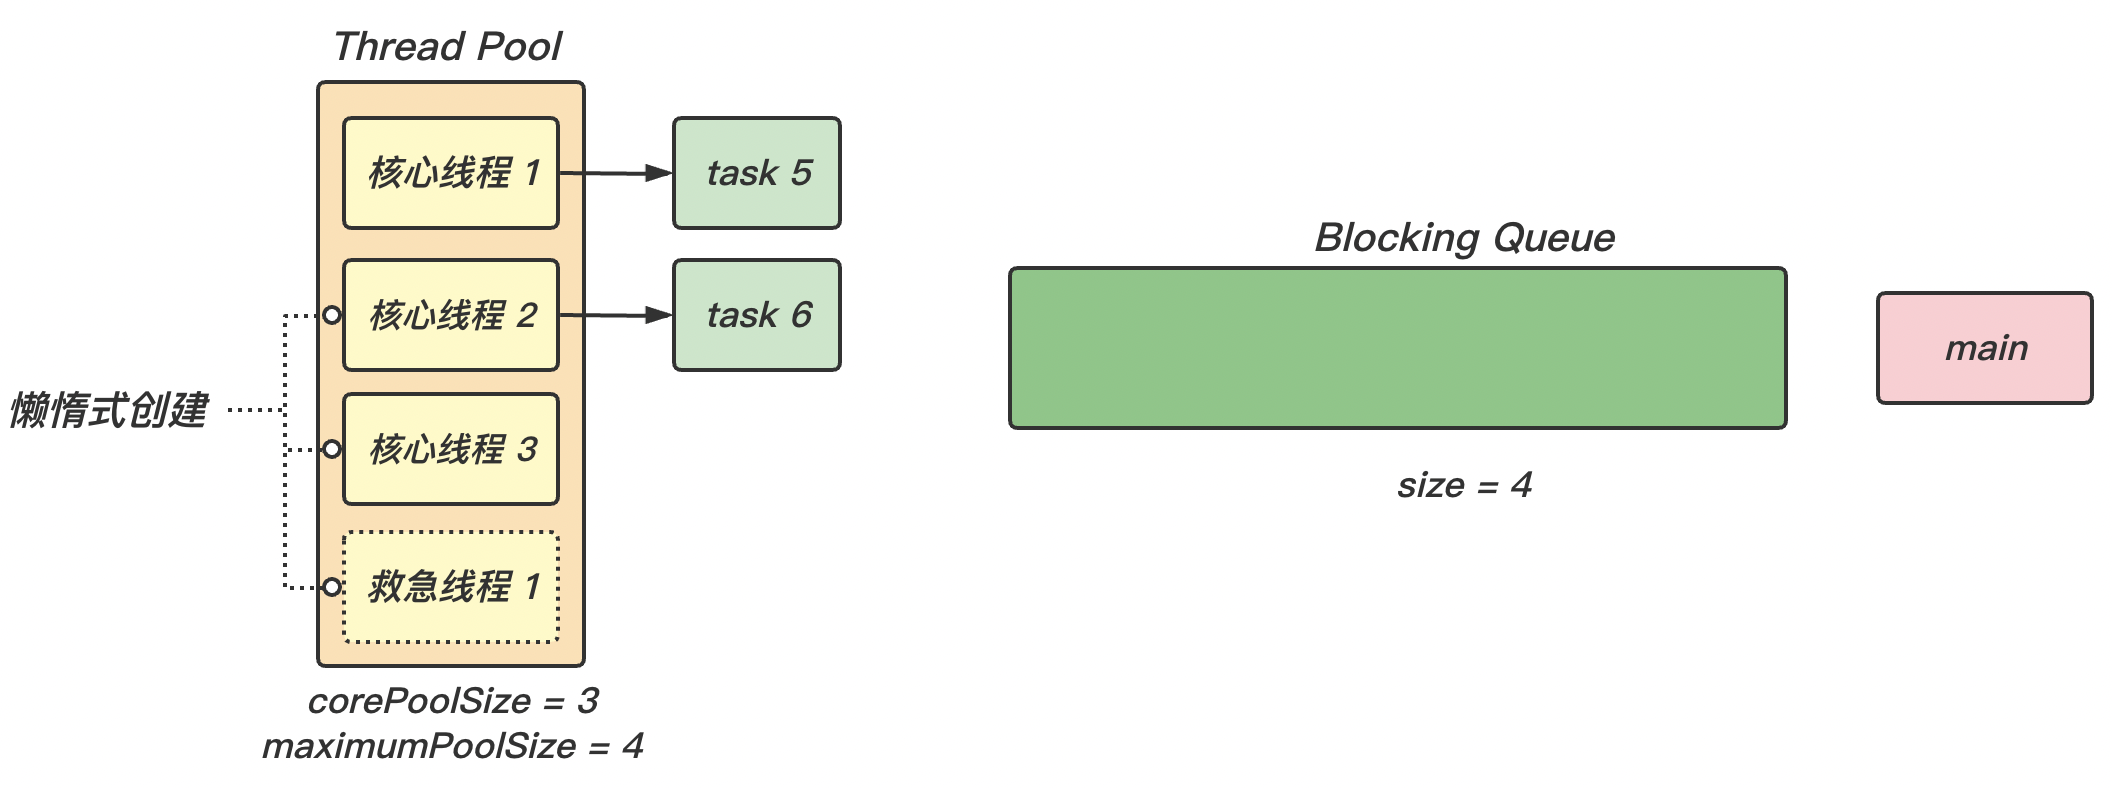 Thread Pool
核心线程 1
task 5
核心线程 2
task 6
懒惰式创建
核心线程 3
救急线程 1
corePoolSize = 3
maximumPoolSize = 4
Blocking Queue
size = 4
main